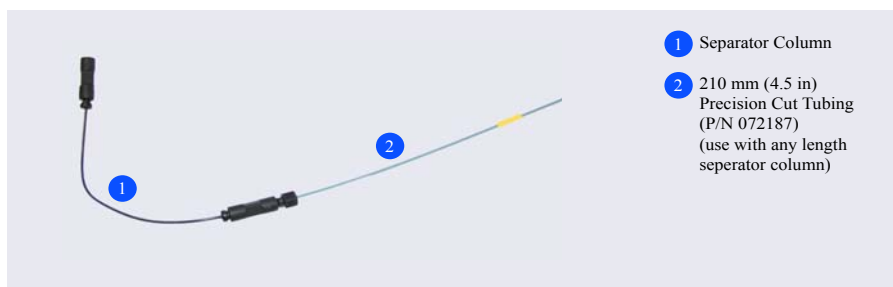 1 Separator Column
2 210 mm (4.5 in)
Precision Cut Tubing
(P/N 072187)
(use with any length
seperator column)
2
1